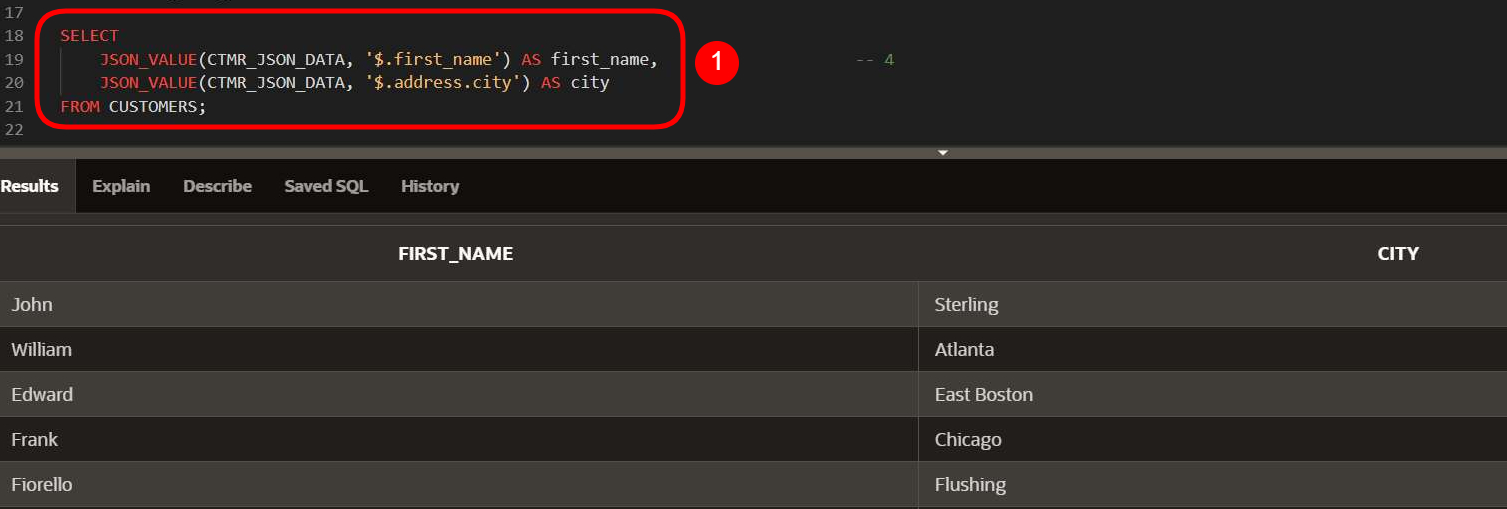 17
18 SELECT
19 JSON_VALUE(CTMR_JSON_DATA, '$.first_name') AS first_name, -- 4
20 JSON_VALUE(CTMR_JSON_DATA, '$.address.city') AS city
21 FROM CUSTOMERS;
22
1
Results Explain Describe Saved SQL History
FIRST_NAME CITY
John Sterling
William Atlanta
Edward East Boston
Frank Chicago
Fiorello Flushing